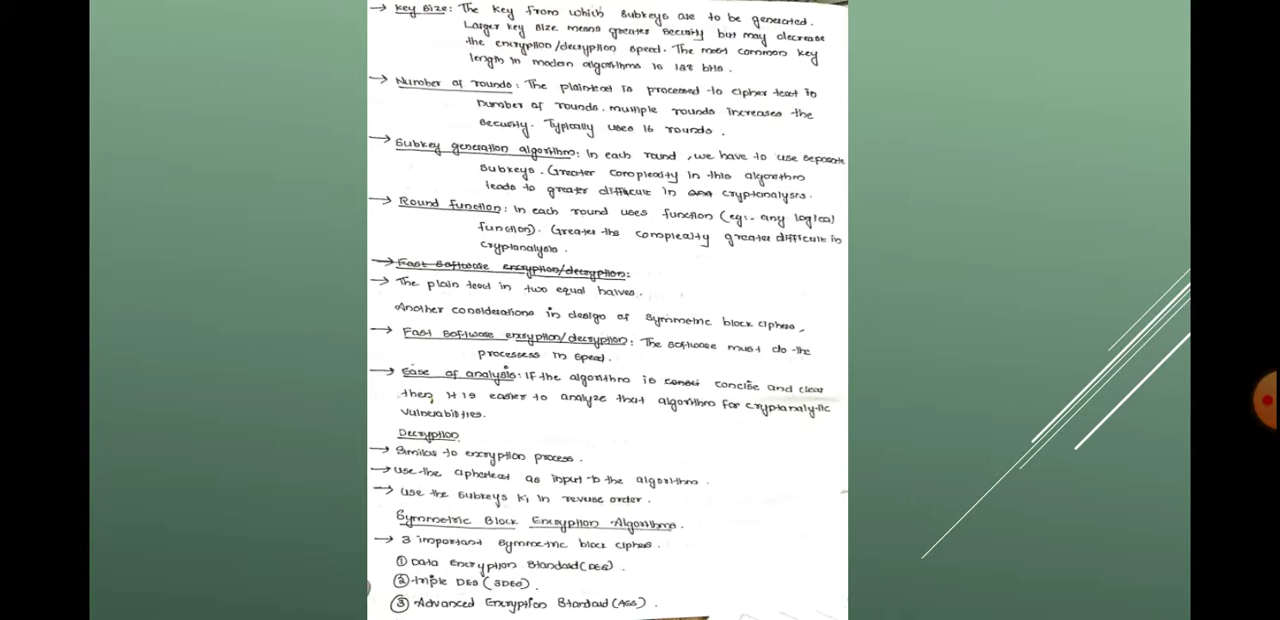 → Key size: The key from which subkeys are to be generated.
Larger key size means greater security but may decrease
the encryption/decryption speed. The most common key
length in modern algorithms is 128 bits.
→ Number of rounds: The plaintext is processed to cipher text in
number of rounds. multiple rounds increases the
security. Typically uses 16 rounds.
→ Subkey generation algorithm: In each round, we have to use separate
subkeys. Greater complexity in this algorithm
leads to greater difficult in cryptanalysis.
→ Round function: In each round uses function (eg:- any logical
function). Greater the complexity greater difficult in
cryptanalysis.
→ Fast software encryption/decryption:
→ The plain text in two equal halves.
Another considerations in design of symmetric block ciphers,
→ Fast software encryption/decryption: The software must do the
processess in speed.
→ Ease of analysis: If the algorithm is concise and clear
then, it is easier to analyze that algorithm for cryptanalytic
vulnerabilities.
Decryption
→ Similar to encryption process.
→ use the ciphertext as input to the algorithm.
→ use the subkeys Ki in reverse order.
Symmetric Block Encryption Algorithms.
→ 3 important symmetric block ciphers.
① Data Encryption Standard (DES).
② triple DES (3DES).
③ Advanced Encryption Standard (AES).